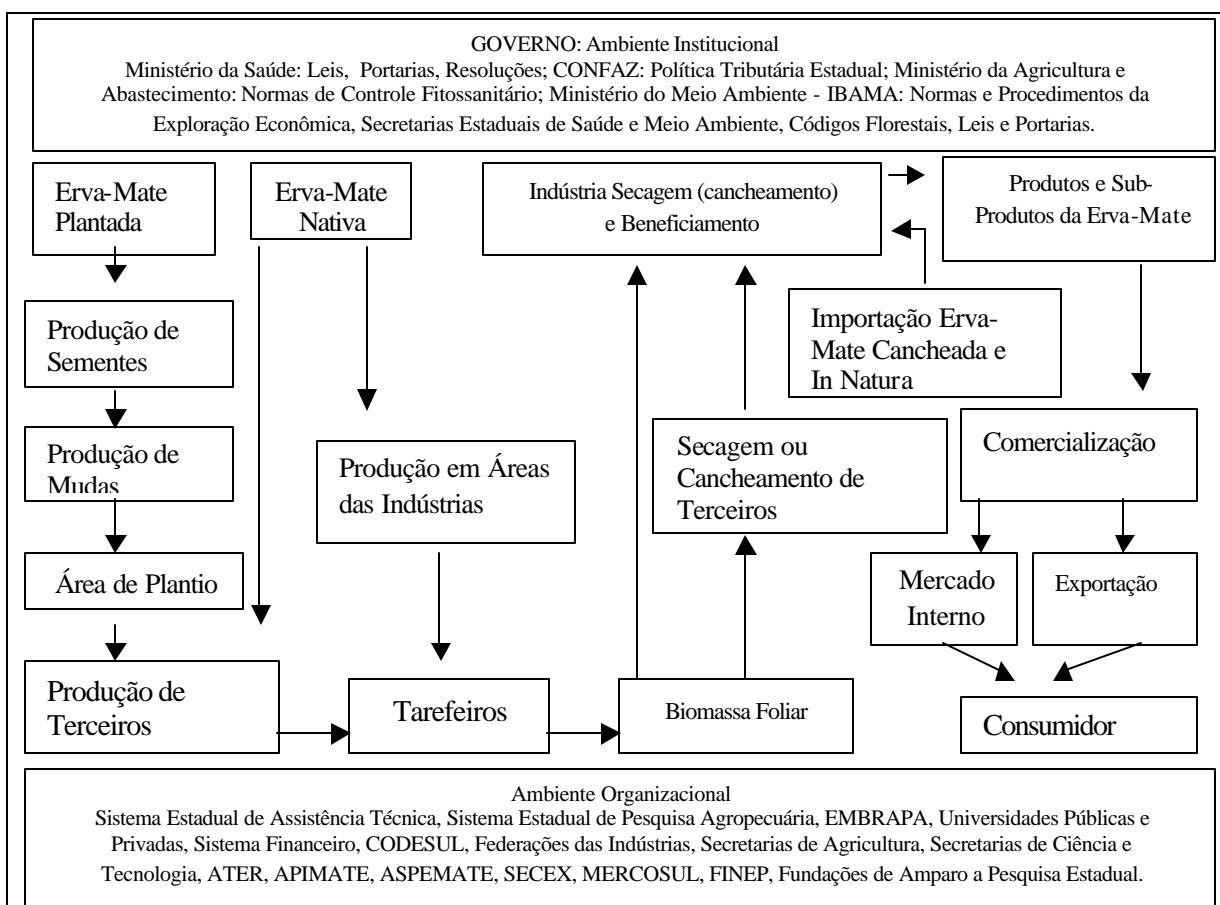 GOVERNO: Ambiente Institucional
Ministério da Saúde: Leis, Portarias, Resoluções; CONFAZ: Política Tributária Estadual; Ministério da Agricultura e
Abastecimento: Normas de Controle Fitossanitário; Ministério do Meio Ambiente - IBAMA: Normas e Procedimentos da
Exploração Econômica, Secretarias Estaduais de Saúde e Meio Ambiente, Códigos Florestais, Leis e Portarias.
Erva-Mate
Plantada
Erva-Mate
Nativa
Indústria Secagem (cancheamento)
e Beneficiamento
Produtos e Sub-
Produtos da Erva-Mate
Produção de
Sementes
Importação Erva-
Mate Cancheada e
In Natura
Produção de
Mudas
Produção em Áreas
das Indústrias
Secagem ou
Cancheamento de
Terceiros
Comercialização
Área de Plantio
Mercado
Interno
Exportação
Produção de
Terceiros
Tarefeiros
Biomassa Foliar
Consumidor
Ambiente Organizacional
Sistema Estadual de Assistência Técnica, Sistema Estadual de Pesquisa Agropecuária, EMBRAPA, Universidades Públicas e
Privadas, Sistema Financeiro, CODESUL, Federações das Indústrias, Secretarias de Agricultura, Secretarias de Ciência e
Tecnologia, ATER, APIMATE, ASPEMATE, SECEX, MERCOSUL, FINEP, Fundações de Amparo a Pesquisa Estadual.